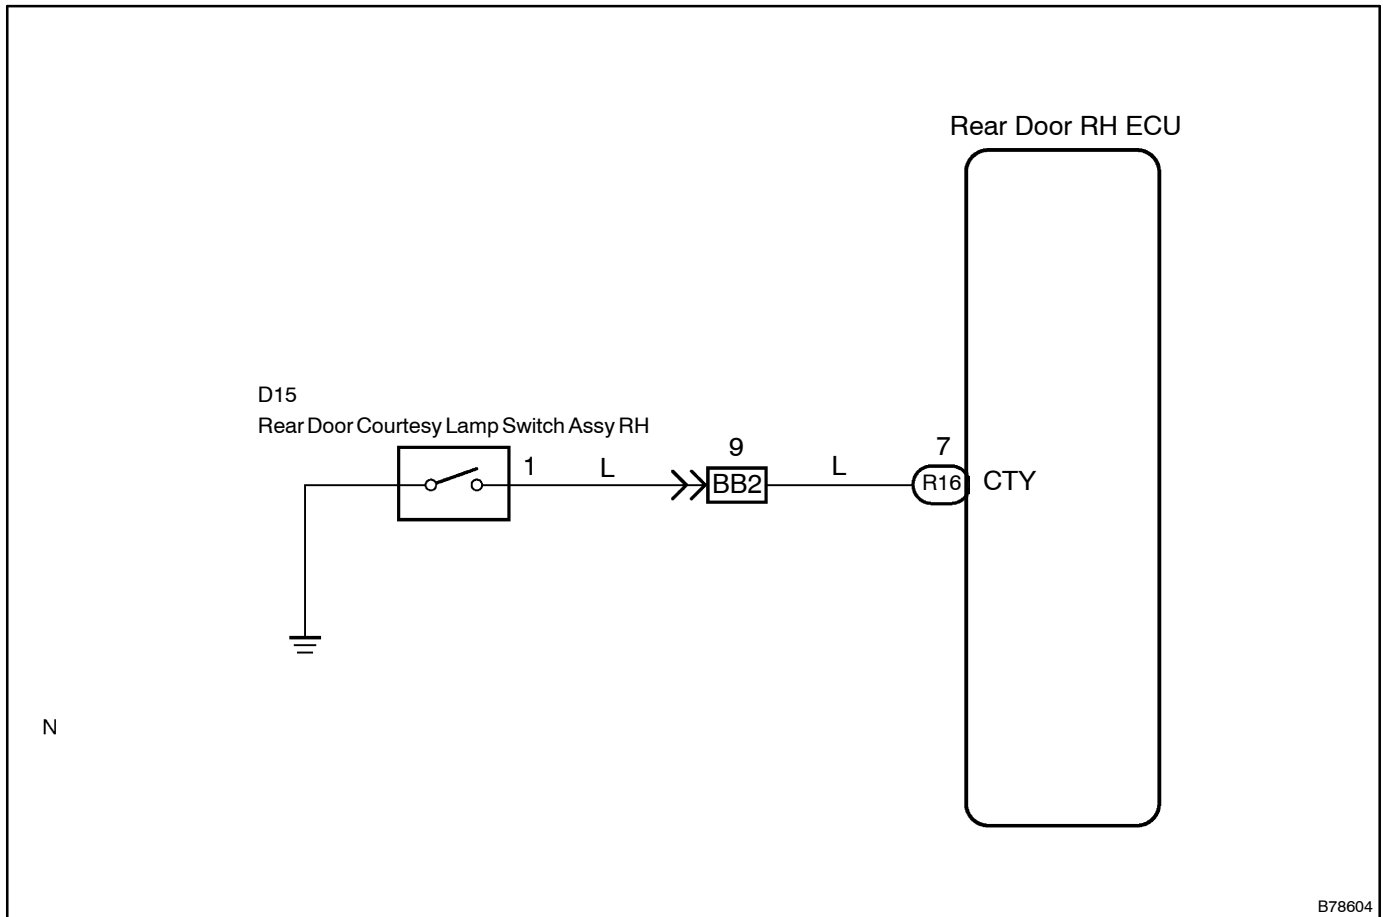 Rear Door RH ECU
D15
Rear Door Courtesy Lamp Switch Assy RH
1 L 9 L 7
BB2 R16 CTY
N
B78604